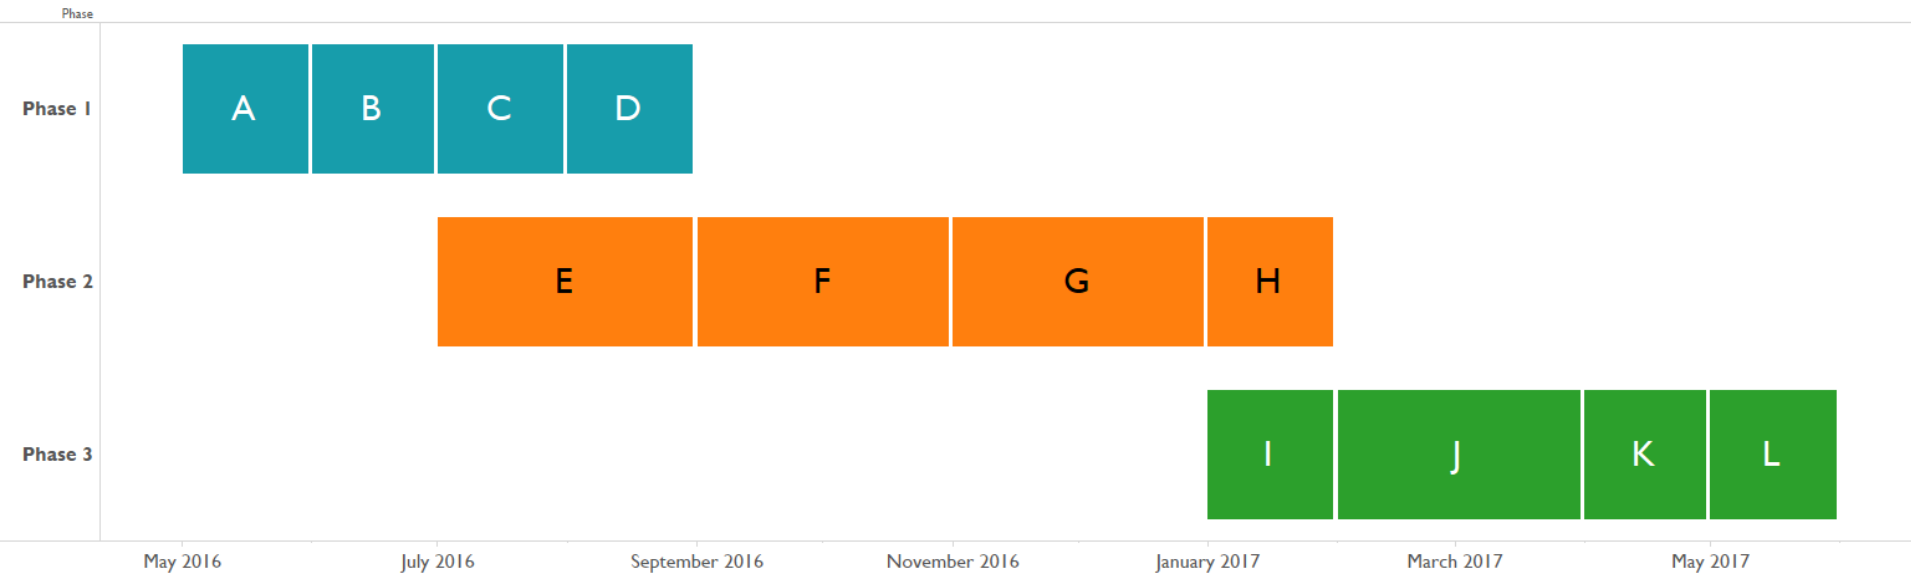 Phase
Phase 1
A B C D
Phase 2
E F G H
Phase 3
I J K L
May 2016 July 2016 September 2016 November 2016 January 2017 March 2017 May 2017